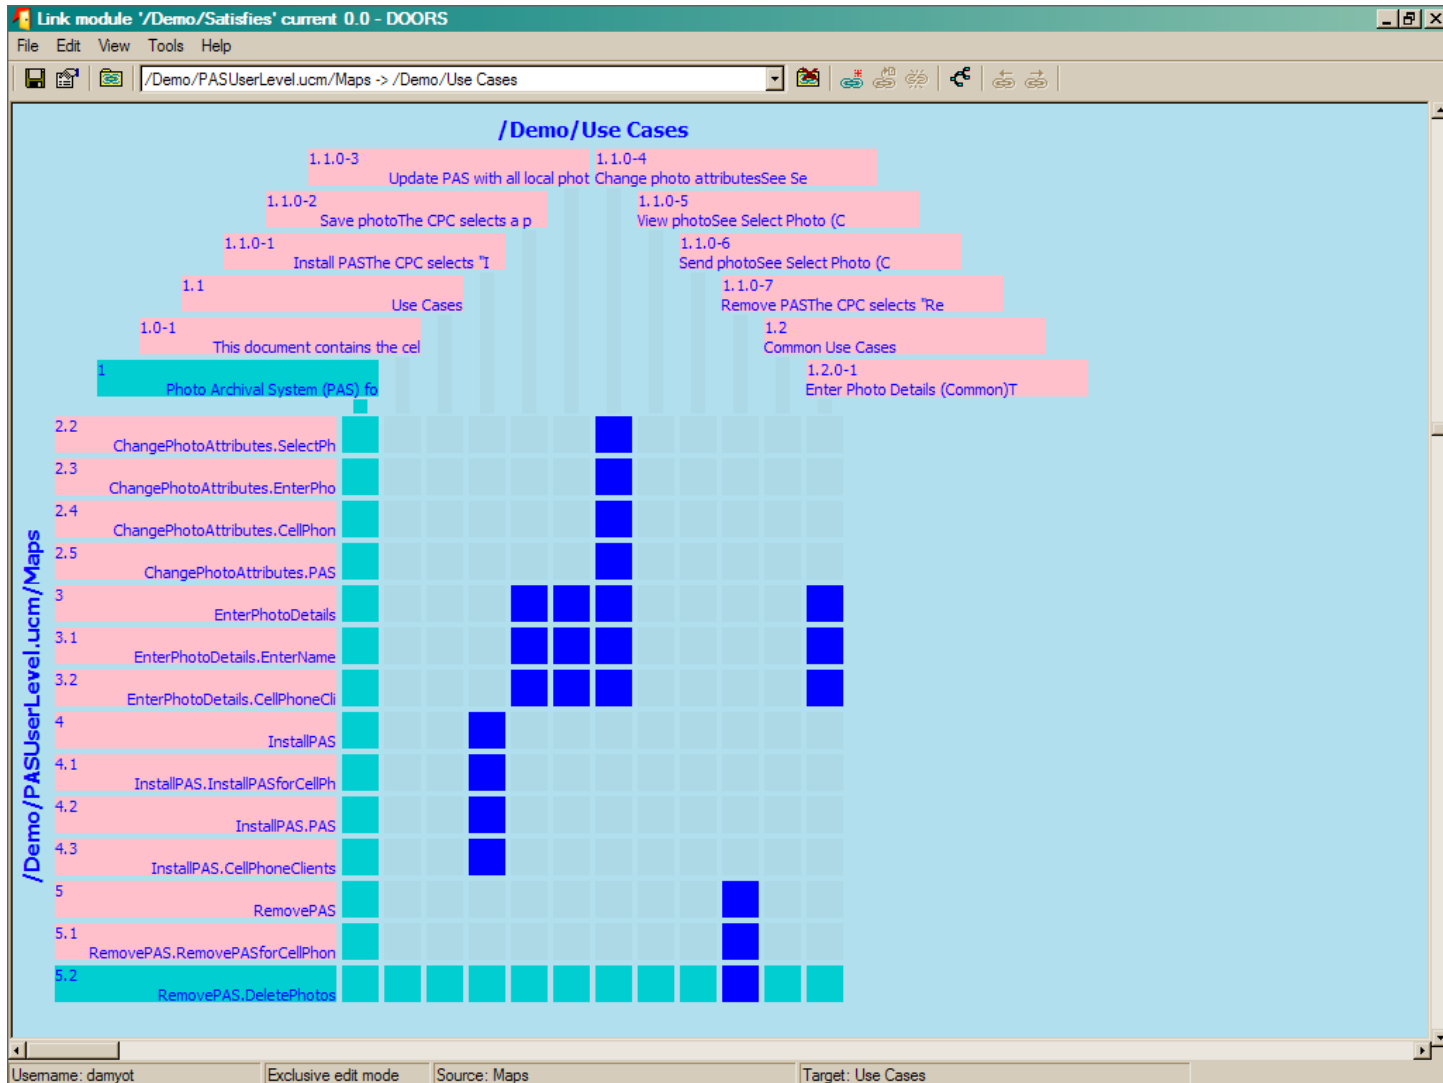 Link module '/Demo/Satisfies' current 0.0 - DOORS
File Edit View Tools Help
/Demo/PASUserLevel.ucm/Maps -> /Demo/Use Cases
/Demo/Use Cases
1.1.0-3
Update PAS with all local phot
1.1.0-4
Change photo attributesSee Se
1.1.0-2
Save photoThe CPC selects a p
1.1.0-5
View photoSee Select Photo (C
1.1.0-1
Install PASThe CPC selects "I
1.1.0-6
Send photoSee Select Photo (C
1.1
Use Cases
1.1.0-7
Remove PASThe CPC selects "Re
1.0-1
This document contains the cel
1.2
Common Use Cases
1
Photo Archival System (PAS) fo
1.2.0-1
Enter Photo Details (Common)T
/Demo/PASUserLevel.ucm/Maps
2.2
ChangePhotoAttributes.SelectPh
2.3
ChangePhotoAttributes.EnterPho
2.4
ChangePhotoAttributes.CellPhon
2.5
ChangePhotoAttributes.PAS
3
EnterPhotoDetails
3.1
EnterPhotoDetails.EnterName
3.2
EnterPhotoDetails.CellPhoneCli
4
InstallPAS
4.1
InstallPAS.InstallPASforCellPh
4.2
InstallPAS.PAS
4.3
InstallPAS.CellPhoneClients
5
RemovePAS
5.1
RemovePAS.RemovePASforCellPhon
5.2
RemovePAS.DeletePhotos
Username: damyot Exclusive edit mode Source: Maps Target: Use Cases